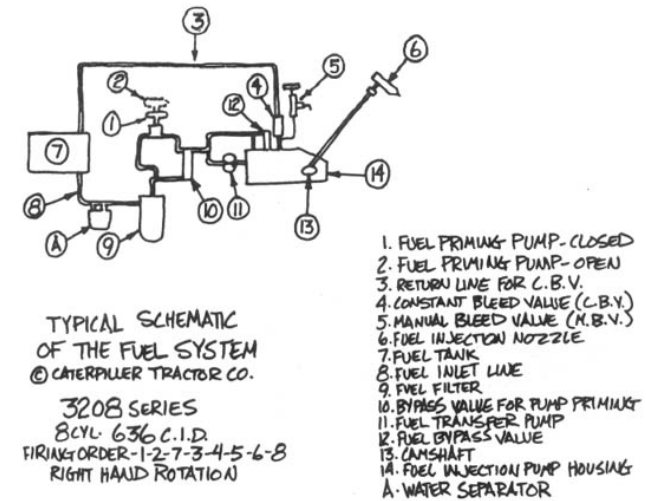 3
2
1
4
5
6
12
7
14
8
10
11
13
A
9
TYPICAL SCHEMATIC
OF THE FUEL SYSTEM
© CATERPILLER TRACTOR CO.
3208 SERIES
8CYL. 636 C.I.D.
FIRING ORDER-1-2-7-3-4-5-6-8
RIGHT HAND ROTATION
1. FUEL PRIMING PUMP-CLOSED
2. FUEL PRIMING PUMP-OPEN
3. RETURN LINE FOR C.B.V.
4. CONSTANT BLEED VALVE (C.B.V.)
5. MANUAL BLEED VALVE (M.B.V.)
6. FUEL INJECTION NOZZLE
7. FUEL TANK
8. FUEL INLET LINE
9. FUEL FILTER
10. BYPASS VALVE FOR PUMP PRIMING
11. FUEL TRANSFER PUMP
12. FUEL BYPASS VALVE
13. CAMSHAFT
14. FUEL INJECTION PUMP HOUSING
A. WATER SEPARATOR